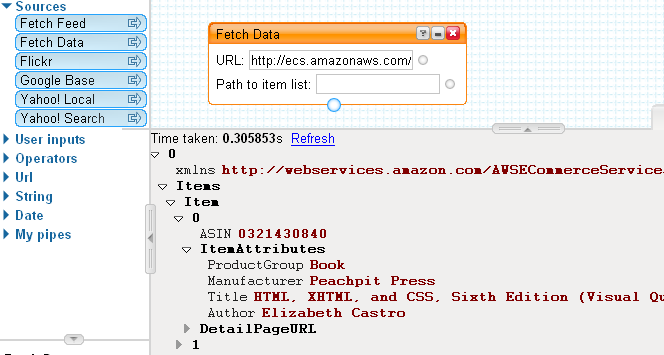 Sources
Fetch Feed
Fetch Data
Flickr
Google Base
Yahoo! Local
Yahoo! Search
User inputs
Operators
Url
String
Date
My pipes
Fetch Data
URL: http://ecs.amazonaws.com/
Path to item list:
Time taken: 0.305853s Refresh
0
xmlns http://webservices.amazon.com/AWSECommerceService
Items
Item
0
ASIN 0321430840
ItemAttributes
ProductGroup Book
Manufacturer Peachpit Press
Title HTML, XHTML, and CSS, Sixth Edition (Visual Qu
Author Elizabeth Castro
DetailPageURL
1